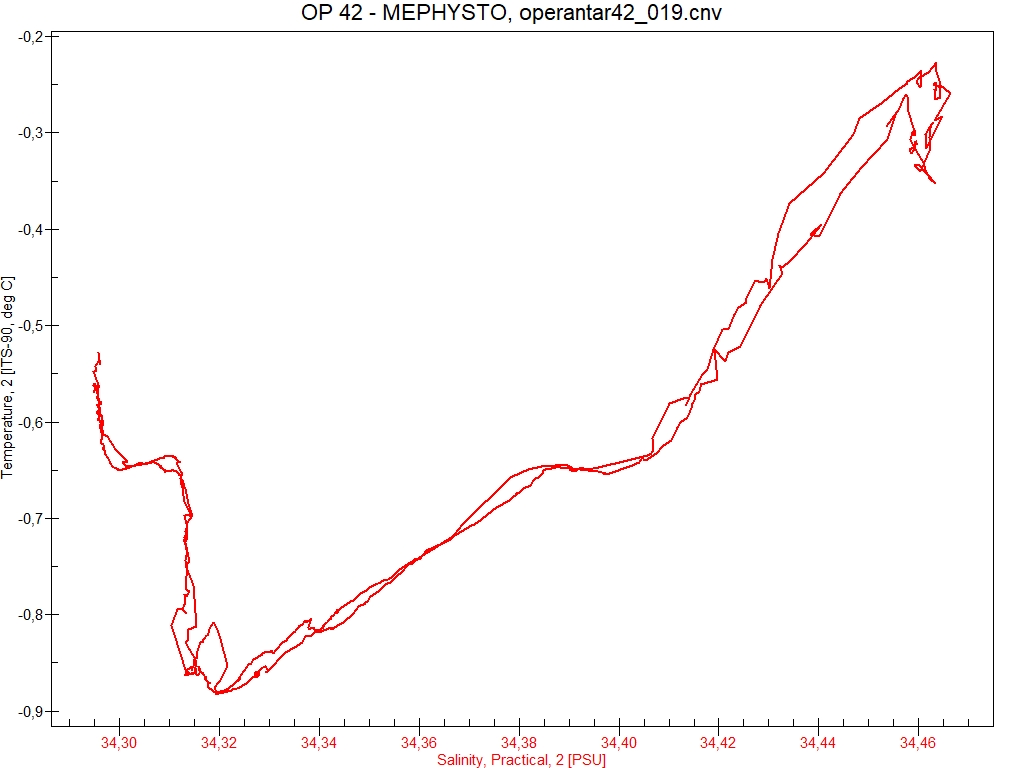 OP 42 - MEPHYSTO, operantar42_019.cnv
-0,2
-0,3
-0,4
-0,5
-0,6
-0,7
-0,8
-0,9
Temperature, 2 [ITS-90, deg C]
34,30 34,32 34,34 34,36 34,38 34,40 34,42 34,44 34,46
Salinity, Practical, 2 [PSU]